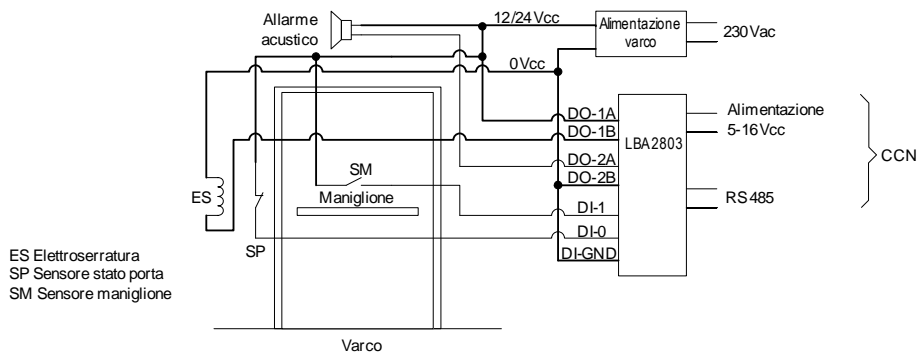 Allarme
acustico
12/24Vcc
Alimentazione
varco
230Vac
0Vcc
DO-1A
DO-1B
DO-2A
DO-2B
DI-1
DI-0
DI-GND
LBA2803
Alimentazione
5-16Vcc
RS485
CCN
SM
Maniglione
ES
SP
ES Elettroserratura
SP Sensore stato porta
SM Sensore maniglione
Varco